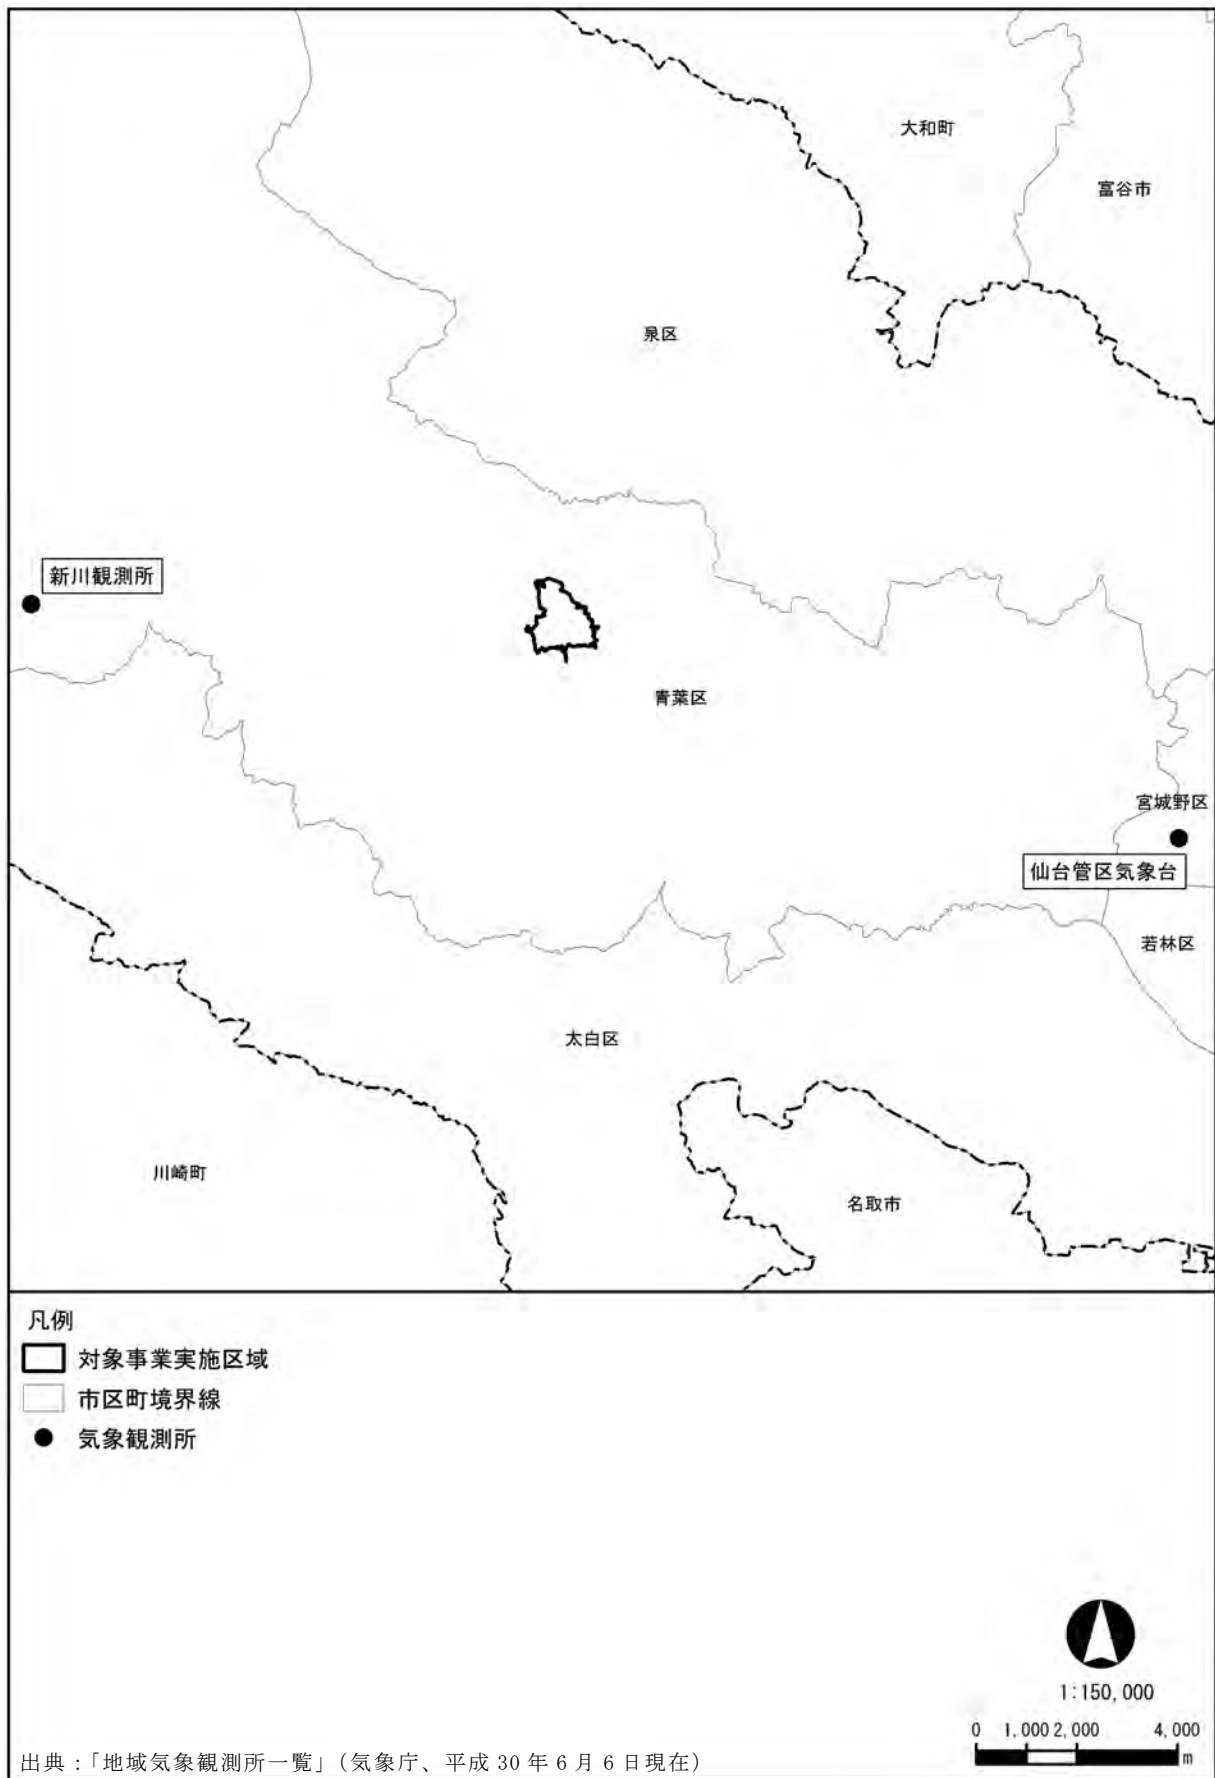 大和町
富谷市
泉区
新川観測所
青葉区
宮城野区
仙台管区気象台
若林区
太白区
川崎町
名取市
凡例
対象事業実施区域
市区町境界線
気象観測所
1:150,000
0 1,000 2,000 4,000
m
出典：「地域気象観測所一覧」（気象庁、平成 30 年 6 月 6 日現在）